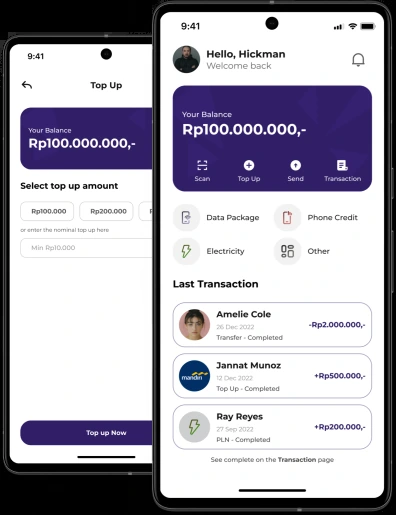 9:41
Top Up
Your Balance
Rp100.000.000,-
Select top up amount
Rp100.000
Rp200.000
or enter the nominal top up here
Min Rp10.000
Top up Now
9:41
Hello, Hickman
Welcome back
Your Balance
Rp100.000.000,-
Scan
Top Up
Send
Transaction
Data Package
Phone Credit
Electricity
Other
Last Transaction
Amelie Cole
26 Dec 2022
Transfer - Completed
-Rp2.000.000,-
mandiri
Jannat Munoz
12 Dec 2022
Top Up - Completed
+Rp500.000,-
Ray Reyes
27 Sep 2022
PLN - Completed
+Rp200.000,-
See complete on the Transaction page